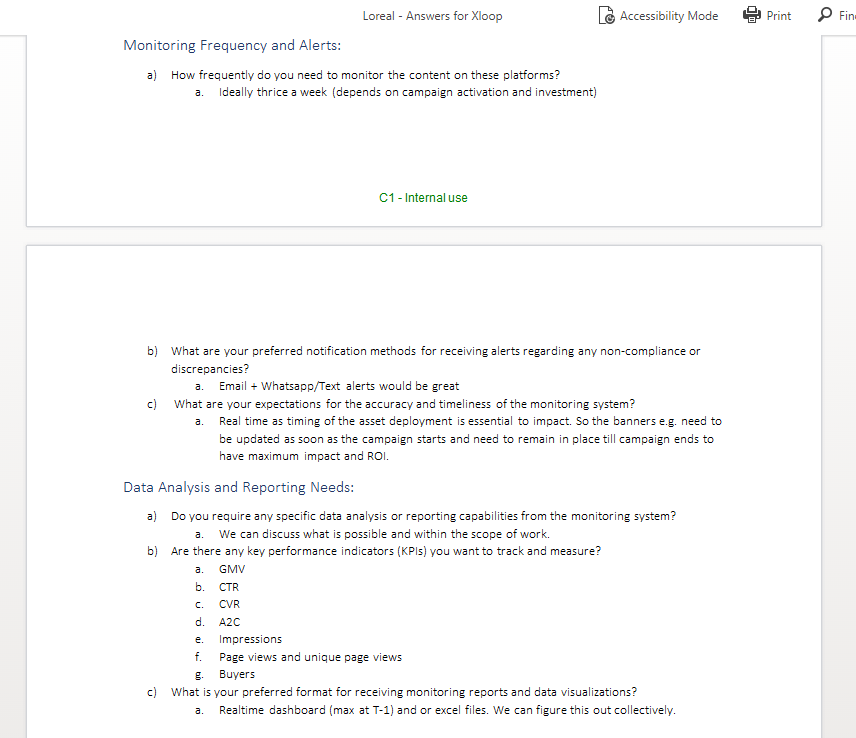 Loreal - Answers for Xloop
Accessibility Mode
Print
Monitoring Frequency and Alerts:
a) How frequently do you need to monitor the content on these platforms?
a. Ideally thrice a week (depends on campaign activation and investment)
C1 - Internal use
b) What are your preferred notification methods for receiving alerts regarding any non-compliance or
discrepancies?
a. Email + Whatsapp/Text alerts would be great
c) What are your expectations for the accuracy and timeliness of the monitoring system?
a. Real time as timing of the asset deployment is essential to impact. So the banners e.g. need to
be updated as soon as the campaign starts and need to remain in place till campaign ends to
have maximum impact and ROI.
Data Analysis and Reporting Needs:
a) Do you require any specific data analysis or reporting capabilities from the monitoring system?
a. We can discuss what is possible and within the scope of work.
b) Are there any key performance indicators (KPIs) you want to track and measure?
a. GMV
b. CTR
c. CVR
d. A2C
e. Impressions
f. Page views and unique page views
g. Buyers
c) What is your preferred format for receiving monitoring reports and data visualizations?
a. Realtime dashboard (max at T-1) and or excel files. We can figure this out collectively.